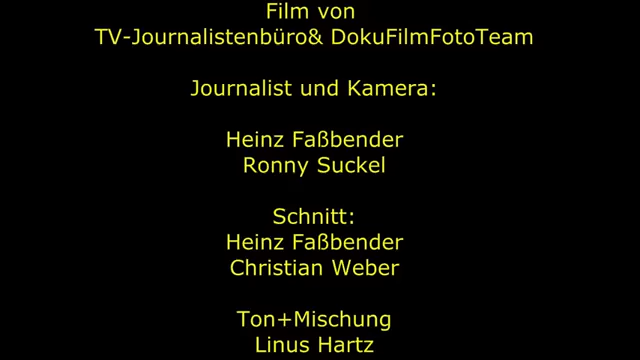 Film von
TV-Journalistenbüro& DokuFilmFotoTeam
Journalist und Kamera:
Heinz Faßbender
Ronny Suckel
Schnitt:
Heinz Faßbender
Christian Weber
Ton+Mischung
Linus Hartz